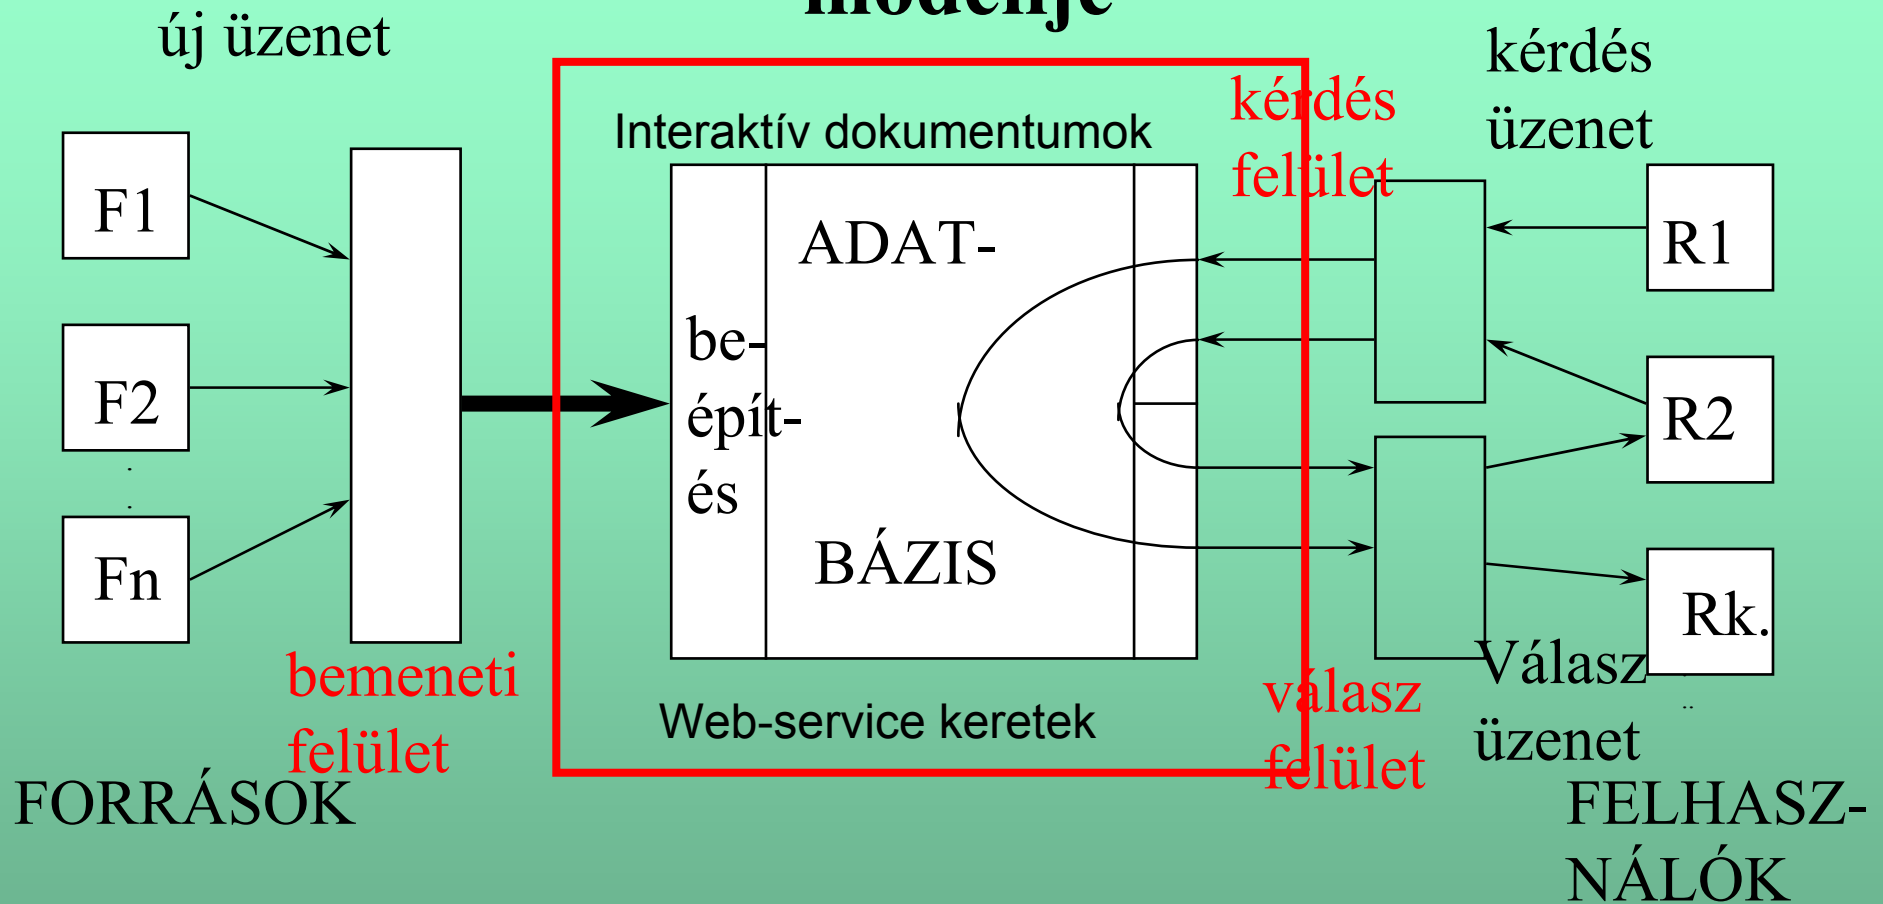 modellje
új üzenet
F1
F2
Fn
bemeneti
felület
FORRÁSOK
Interaktív dokumentumok
ADAT-
BÁZIS
be-
épít-
és
Web-service keretek
kérdés
felület
kérdés
üzenet
R1
R2
Rk.
válasz
felület
Válasz
üzenet
FELHASZ-
NÁLÓK